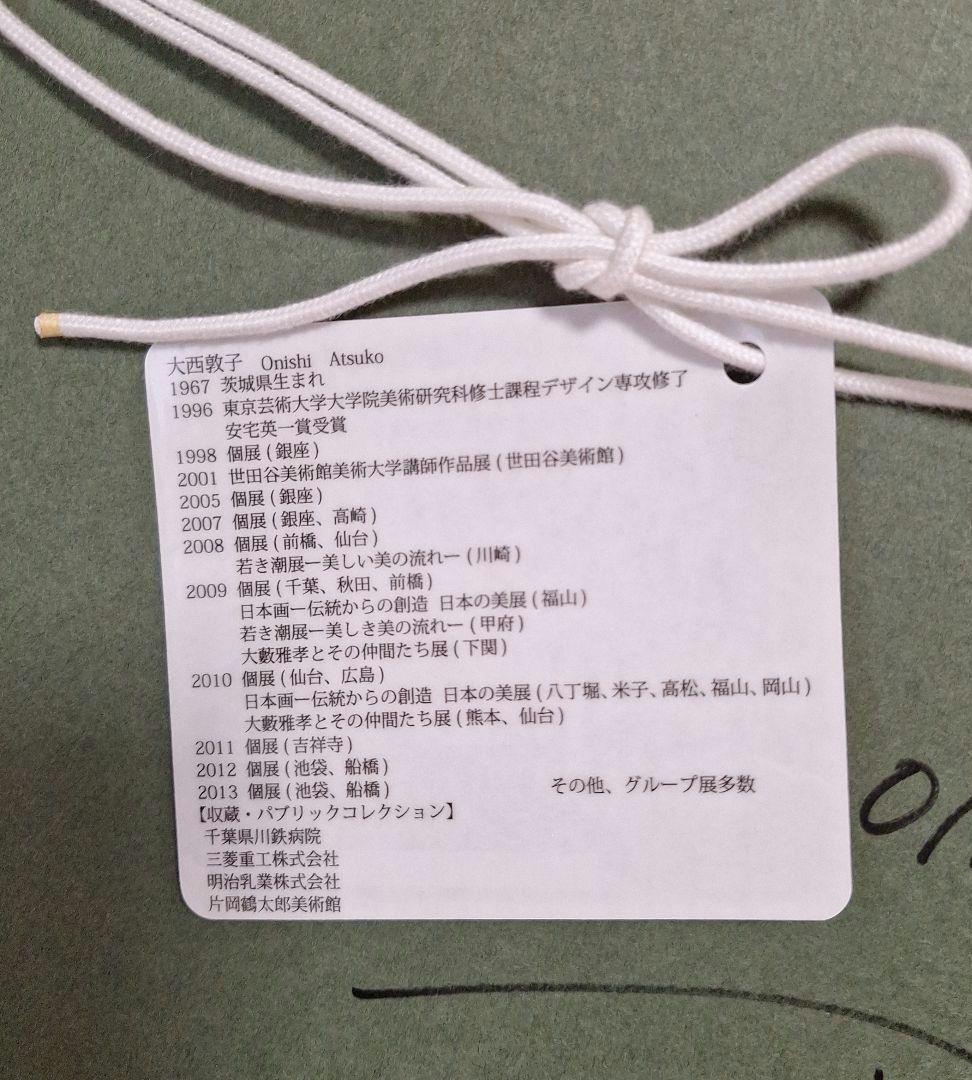 大西敦子 Onishi Atsuko
1967 茨城県生まれ
1996 東京芸術大学大学院美術研究科修士課程デザイン専攻修了
安宅英一賞受賞
1998 個展 ( 銀座 )
2001 世田谷美術館美術大学講師作品展 ( 世田谷美術館 )
2005 個展 ( 銀座 )
2007 個展 ( 銀座、高崎 )
2008 個展 ( 前橋、仙台 )
若き潮展ー美しい美の流れー ( 川崎 )
2009 個展 ( 千葉、秋田、前橋 )
日本画ー伝統からの創造 日本の美展 ( 福山 )
若き潮展ー美しき美の流れー ( 甲府 )
大藪雅孝とその仲間たち展 ( 下関 )
2010 個展 ( 仙台、広島 )
日本画ー伝統からの創造 日本の美展 ( 八丁堀、米子、高松、福山、岡山 )
大藪雅孝とその仲間たち展 ( 熊本、仙台 )
2011 個展 ( 吉祥寺 )
2012 個展 ( 池袋、船橋 )
2013 個展 ( 池袋、船橋 ) その他、グループ展多数
【収蔵・パブリックコレクション】
千葉県川鉄病院
三菱重工株式会社
明治乳業株式会社
片岡鶴太郎美術館